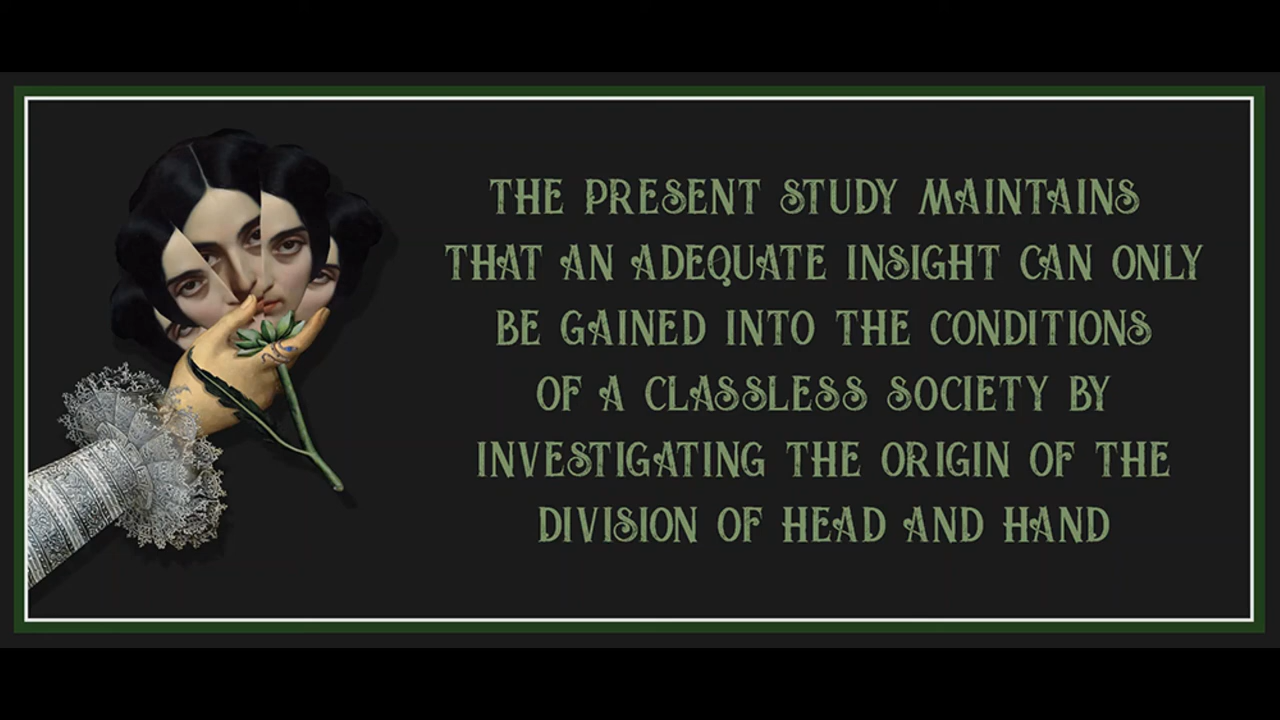 THE PRESENT STUDY MAINTAINS
THAT AN ADEQUATE INSIGHT CAN ONLY
BE GAINED INTO THE CONDITIONS
OF A CLASSLESS SOCIETY BY
INVESTIGATING THE ORIGIN OF THE
DIVISION OF HEAD AND HAND